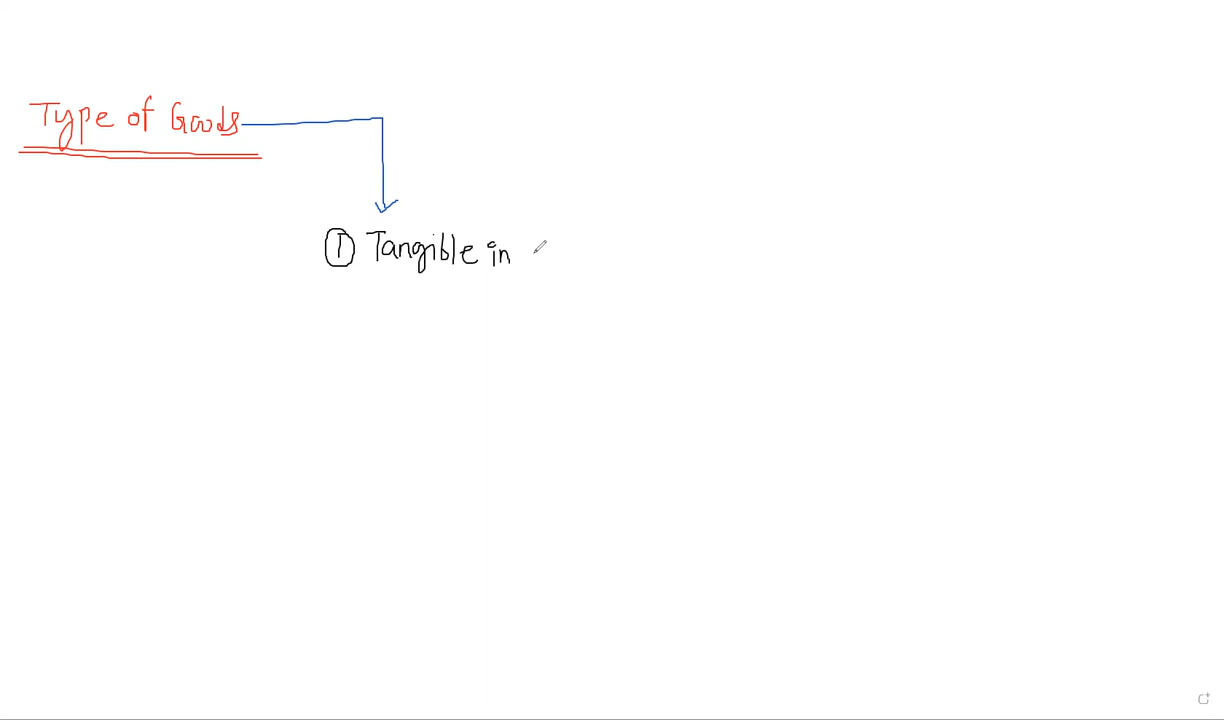 Type of Goods
① Tangible in